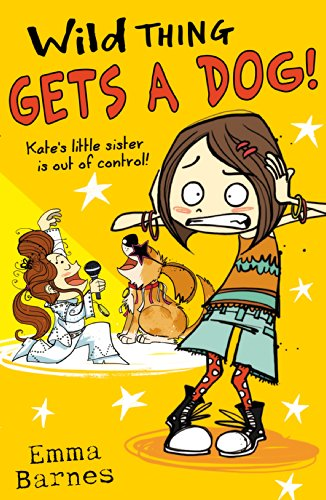 Wild THING
GETS A DOG!
Kate's little sister
is out of control!
Emma
Barnes